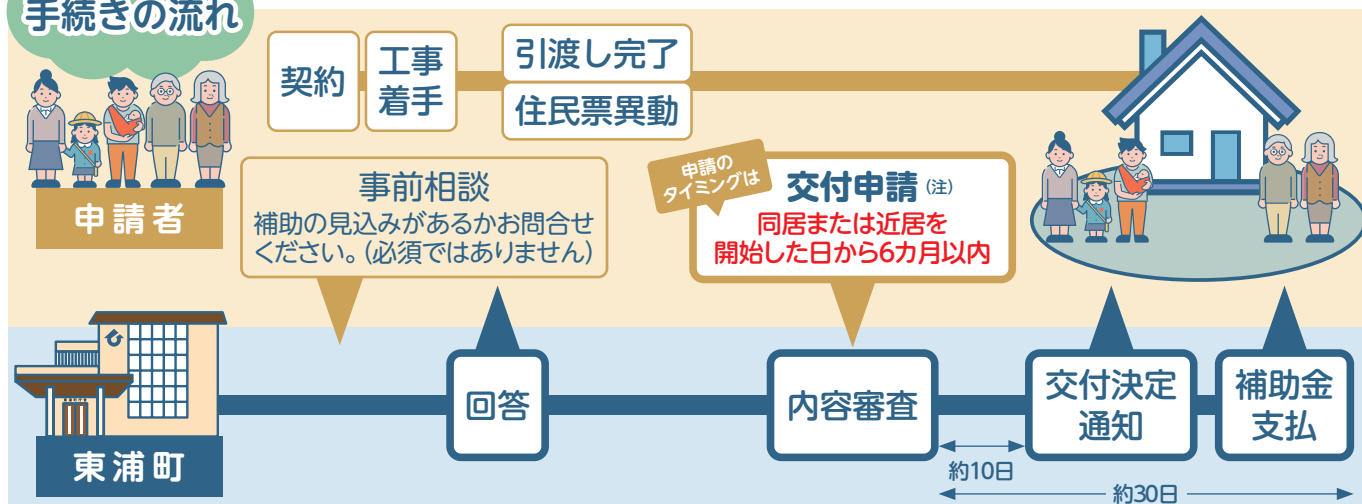 手続きの流れ
契約
工事
着手
引渡し完了
住民票異動
申請者
事前相談
補助の見込みがあるかお問合せ
ください。(必須ではありません)
申請の
タイミングは
交付申請(注)
同居または近居を
開始した日から6カ月以内
東浦町
回答
内容審査
交付決定
通知
補助金
支払
約10日
約30日